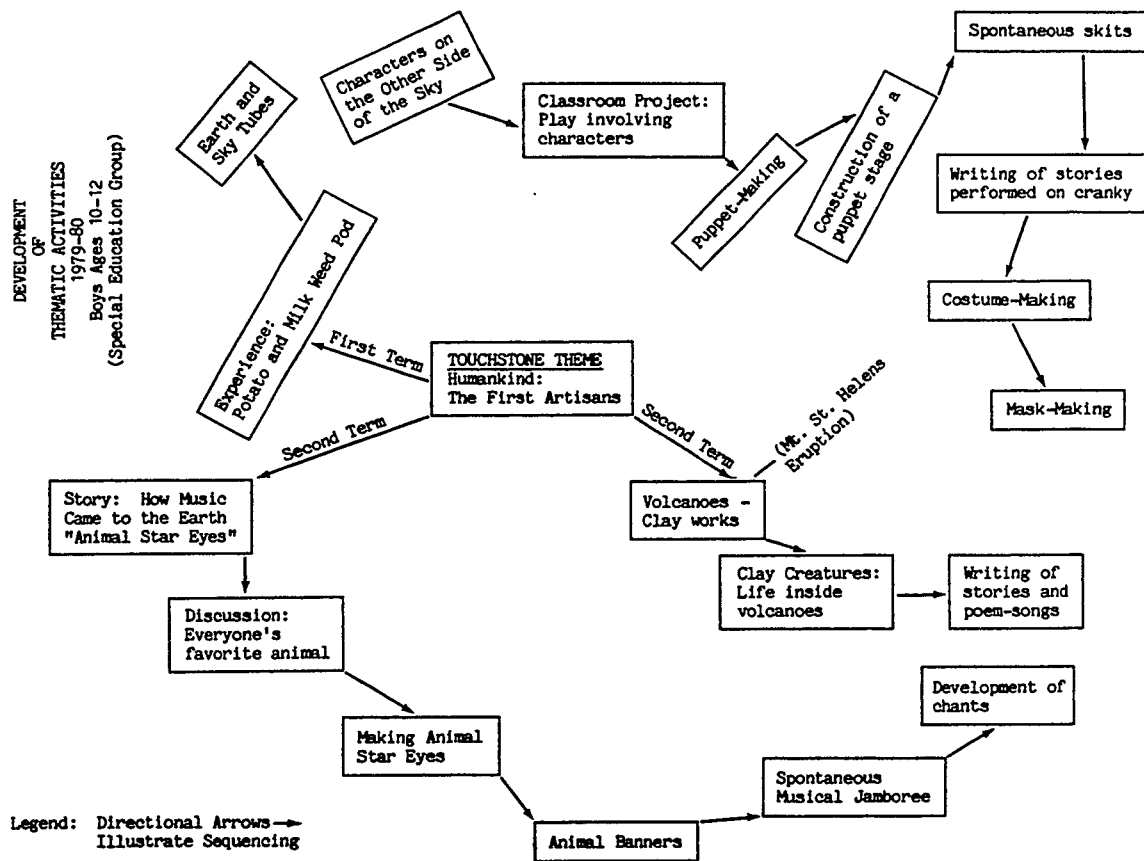 DEVELOPMENT
OF
THEMATIC ACTIVITIES
1979-80
Boys Ages 10-12
(Special Education Group)
Earth and
Sky Tubes
Characters on
the Other Side
of the Sky
Classroom Project:
Play involving
characters
Puppet-Making
Construction of a
puppet stage
Spontaneous skits
Writing of stories
performed on cranky
Costume-Making
Mask-Making
Experience:
Potato and Milk Weed Pod
First Term
TOUCHSTONE THEME
Humankind:
The First Artisans
Second Term
Second Term
(Mt. St. Helens
Eruption)
Story: How Music
Came to the Earth
"Animal Star Eyes"
Volcanoes -
Clay works
Discussion:
Everyone's
favorite animal
Clay Creatures:
Life inside
volcanoes
Writing of
stories and
poem-songs
Making Animal
Star Eyes
Development of
chants
Spontaneous
Musical Jamboree
Animal Banners
Legend: Directional Arrows
Illustrate Sequencing